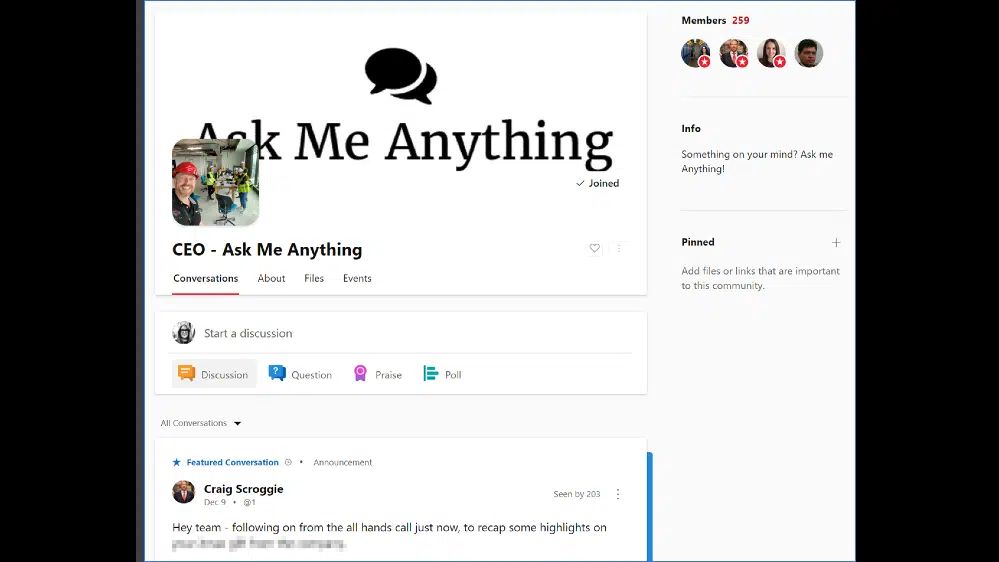 Ask Me Anything
Joined
CEO - Ask Me Anything
Conversations About Files Events
Start a discussion
Discussion Question Praise Poll
All Conversations
Featured Conversation • Announcement
Craig Scroggie
Dec 9 • @1
Seen by 203
Hey team - following on from the all hands call just now, to recap some highlights on
Members 259
Info
Something on your mind? Ask me
Anything!
Pinned
Add files or links that are important
to this community.